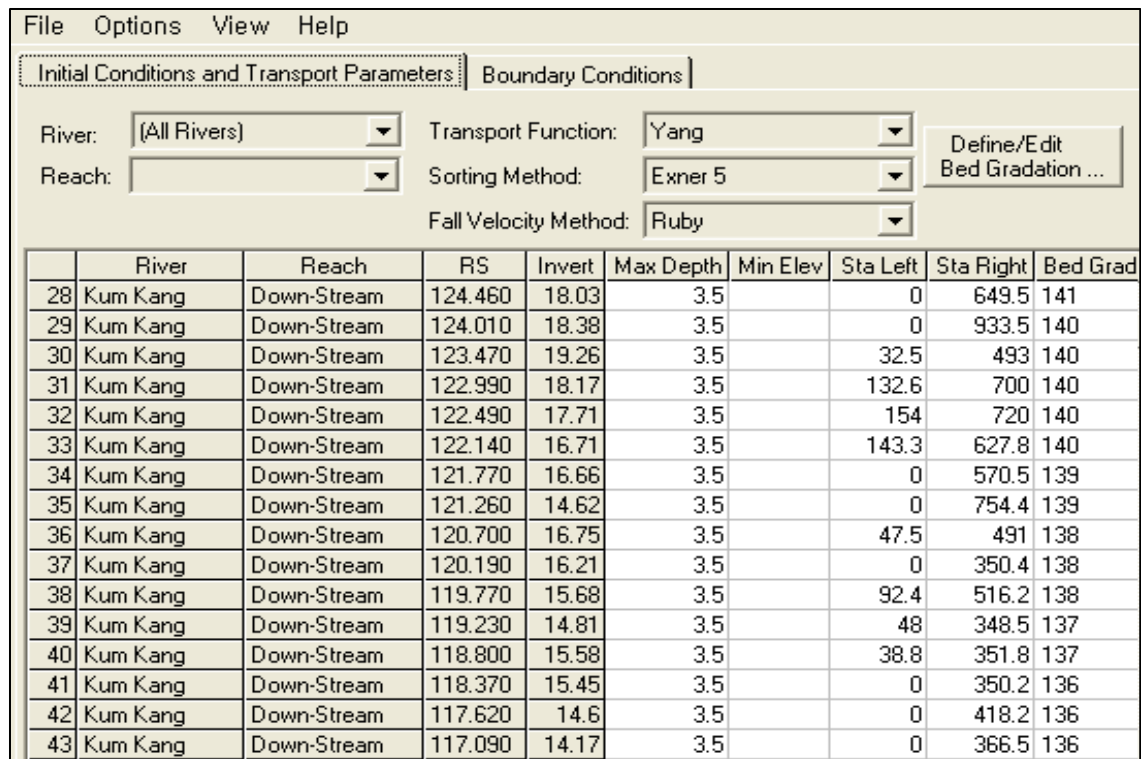 File Options View Help
Initial Conditions and Transport Parameters Boundary Conditions
River: (All Rivers) Transport Function: Yang Define/Edit Bed Gradation ...
Reach: Sorting Method: Exner 5
Fall Velocity Method: Ruby
River Reach RS Invert Max Depth Min Elev Sta Left Sta Right Bed Grad
28 Kum Kang Down-Stream 124.460 18.03 3.5 0 649.5 141
29 Kum Kang Down-Stream 124.010 18.38 3.5 0 933.5 140
30 Kum Kang Down-Stream 123.470 19.26 3.5 32.5 493 140
31 Kum Kang Down-Stream 122.990 18.17 3.5 132.6 700 140
32 Kum Kang Down-Stream 122.490 17.71 3.5 154 720 140
33 Kum Kang Down-Stream 122.140 16.71 3.5 143.3 627.8 140
34 Kum Kang Down-Stream 121.770 16.66 3.5 0 570.5 139
35 Kum Kang Down-Stream 121.260 14.62 3.5 0 754.4 139
36 Kum Kang Down-Stream 120.700 16.75 3.5 47.5 491 138
37 Kum Kang Down-Stream 120.190 16.21 3.5 0 350.4 138
38 Kum Kang Down-Stream 119.770 15.68 3.5 92.4 516.2 138
39 Kum Kang Down-Stream 119.230 14.81 3.5 48 348.5 137
40 Kum Kang Down-Stream 118.800 15.58 3.5 38.8 351.8 137
41 Kum Kang Down-Stream 118.370 15.45 3.5 0 350.2 136
42 Kum Kang Down-Stream 117.620 14.6 3.5 0 418.2 136
43 Kum Kang Down-Stream 117.090 14.17 3.5 0 366.5 136